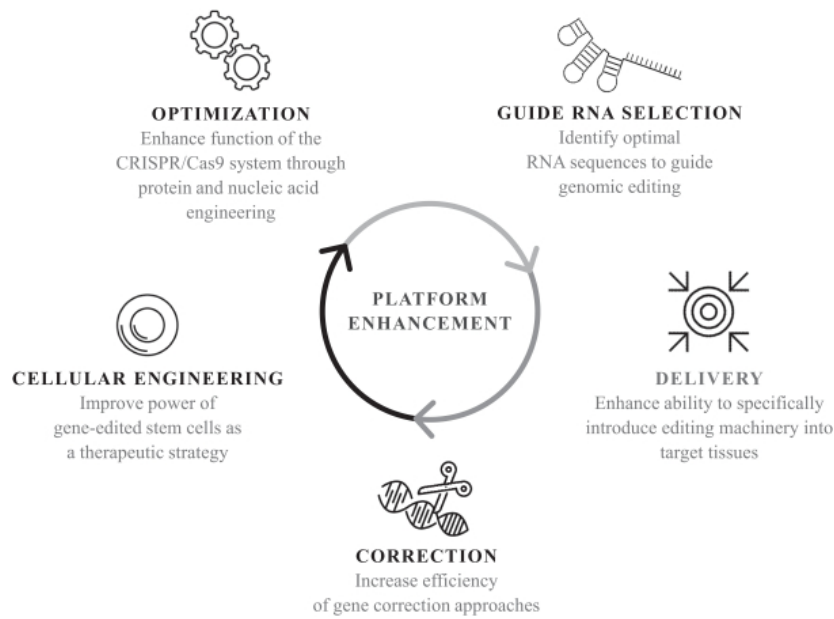 OPTIMIZATION
Enhance function of the
CRISPR/Cas9 system through
protein and nucleic acid
engineering
GUIDE RNA SELECTION
Identify optimal
RNA sequences to guide
genomic editing
PLATFORM
ENHANCEMENT
CELLULAR ENGINEERING
Improve power of
gene-edited stem cells as
a therapeutic strategy
DELIVERY
Enhance ability to specifically
introduce editing machinery into
target tissues
CORRECTION
Increase efficiency
of gene correction approaches